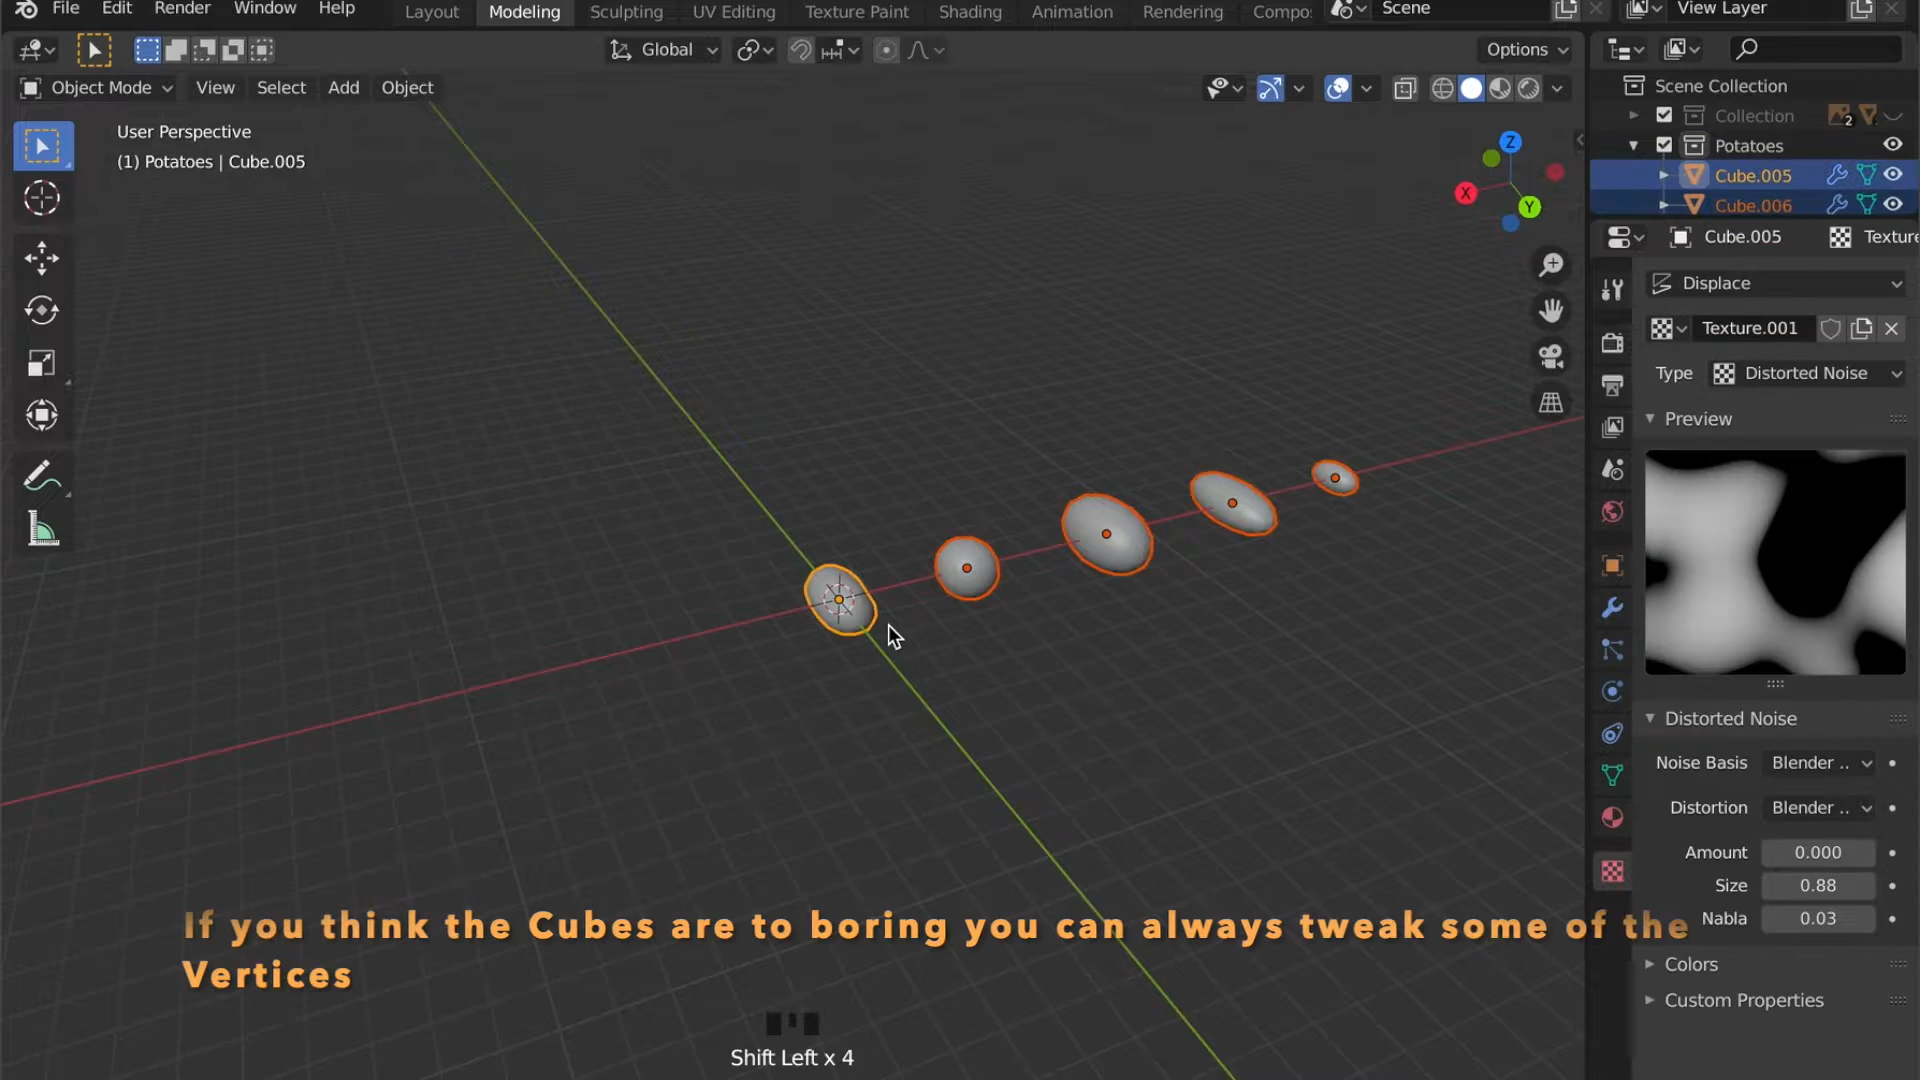 File Edit Render Window Help Layout Modeling Sculpting UV Editing Texture Paint Shading Animation Rendering Compo Scene View Layer
Global Options
Object Mode View Select Add Object
User Perspective
(1) Potatoes | Cube.005
Z
X
Y
Scene Collection
Collection 2
Potatoes
Cube.005
Cube.006
Cube.005 Texture
Displace
Texture.001
Type Distorted Noise
Preview
Distorted Noise
Noise Basis Blender ..
Distortion Blender ..
Amount 0.000
Size 0.88
Nabla 0.03
Colors
Custom Properties
If you think the Cubes are to boring you can always tweak some of the
Vertices
Shift Left x 4